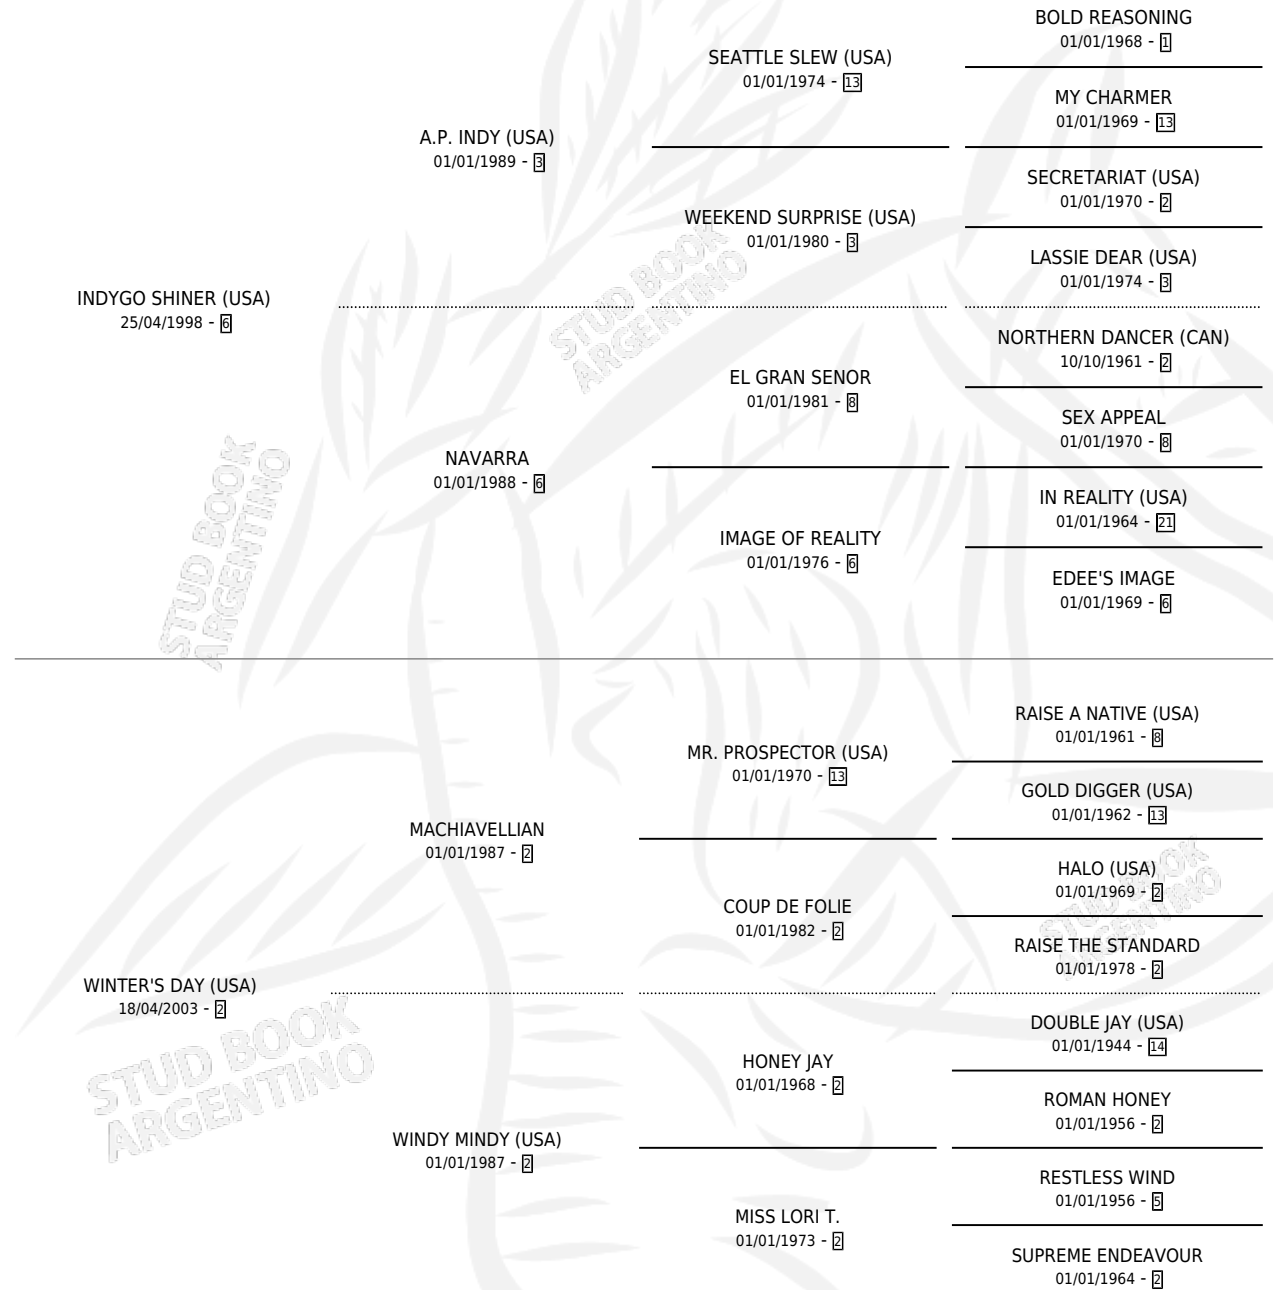 BOLD REASONING
01/01/1968 - 1
SEATTLE SLEW (USA)
01/01/1974 - 13
MY CHARMER
01/01/1969 - 13
A.P. INDY (USA)
01/01/1989 - 3
SECRETARIAT (USA)
01/01/1970 - 2
WEEKEND SURPRISE (USA)
01/01/1980 - 3
LASSIE DEAR (USA)
01/01/1974 - 3
INDYGO SHINER (USA)
25/04/1998 - 6
NORTHERN DANCER (CAN)
10/10/1961 - 2
EL GRAN SENOR
01/01/1981 - 8
SEX APPEAL
01/01/1970 - 8
NAVARRA
01/01/1988 - 6
IN REALITY (USA)
01/01/1964 - 21
IMAGE OF REALITY
01/01/1976 - 6
EDEE'S IMAGE
01/01/1969 - 6
RAISE A NATIVE (USA)
01/01/1961 - 8
MR. PROSPECTOR (USA)
01/01/1970 - 13
GOLD DIGGER (USA)
01/01/1962 - 13
MACHIAVELLIAN
01/01/1987 - 2
HALO (USA)
01/01/1969 - 2
COUP DE FOLIE
01/01/1982 - 2
RAISE THE STANDARD
01/01/1978 - 2
WINTER'S DAY (USA)
18/04/2003 - 2
DOUBLE JAY (USA)
01/01/1944 - 14
HONEY JAY
01/01/1968 - 2
ROMAN HONEY
01/01/1956 - 2
WINDY MINDY (USA)
01/01/1987 - 2
RESTLESS WIND
01/01/1956 - 5
MISS LORI T.
01/01/1973 - 2
SUPREME ENDEAVOUR
01/01/1964 - 2
STUD BOOK
ARGENTINO
STUD BOOK
ARGENTINO
STUD BOOK
ARGENTINO
STUD BOOK
ARGENTINO